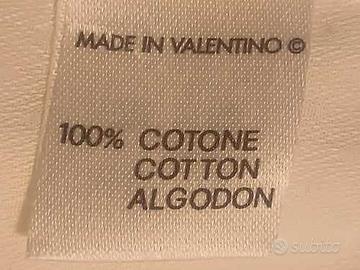 MADE IN VALENTINO ©
100% COTONE
COTTON
ALGODON
subito